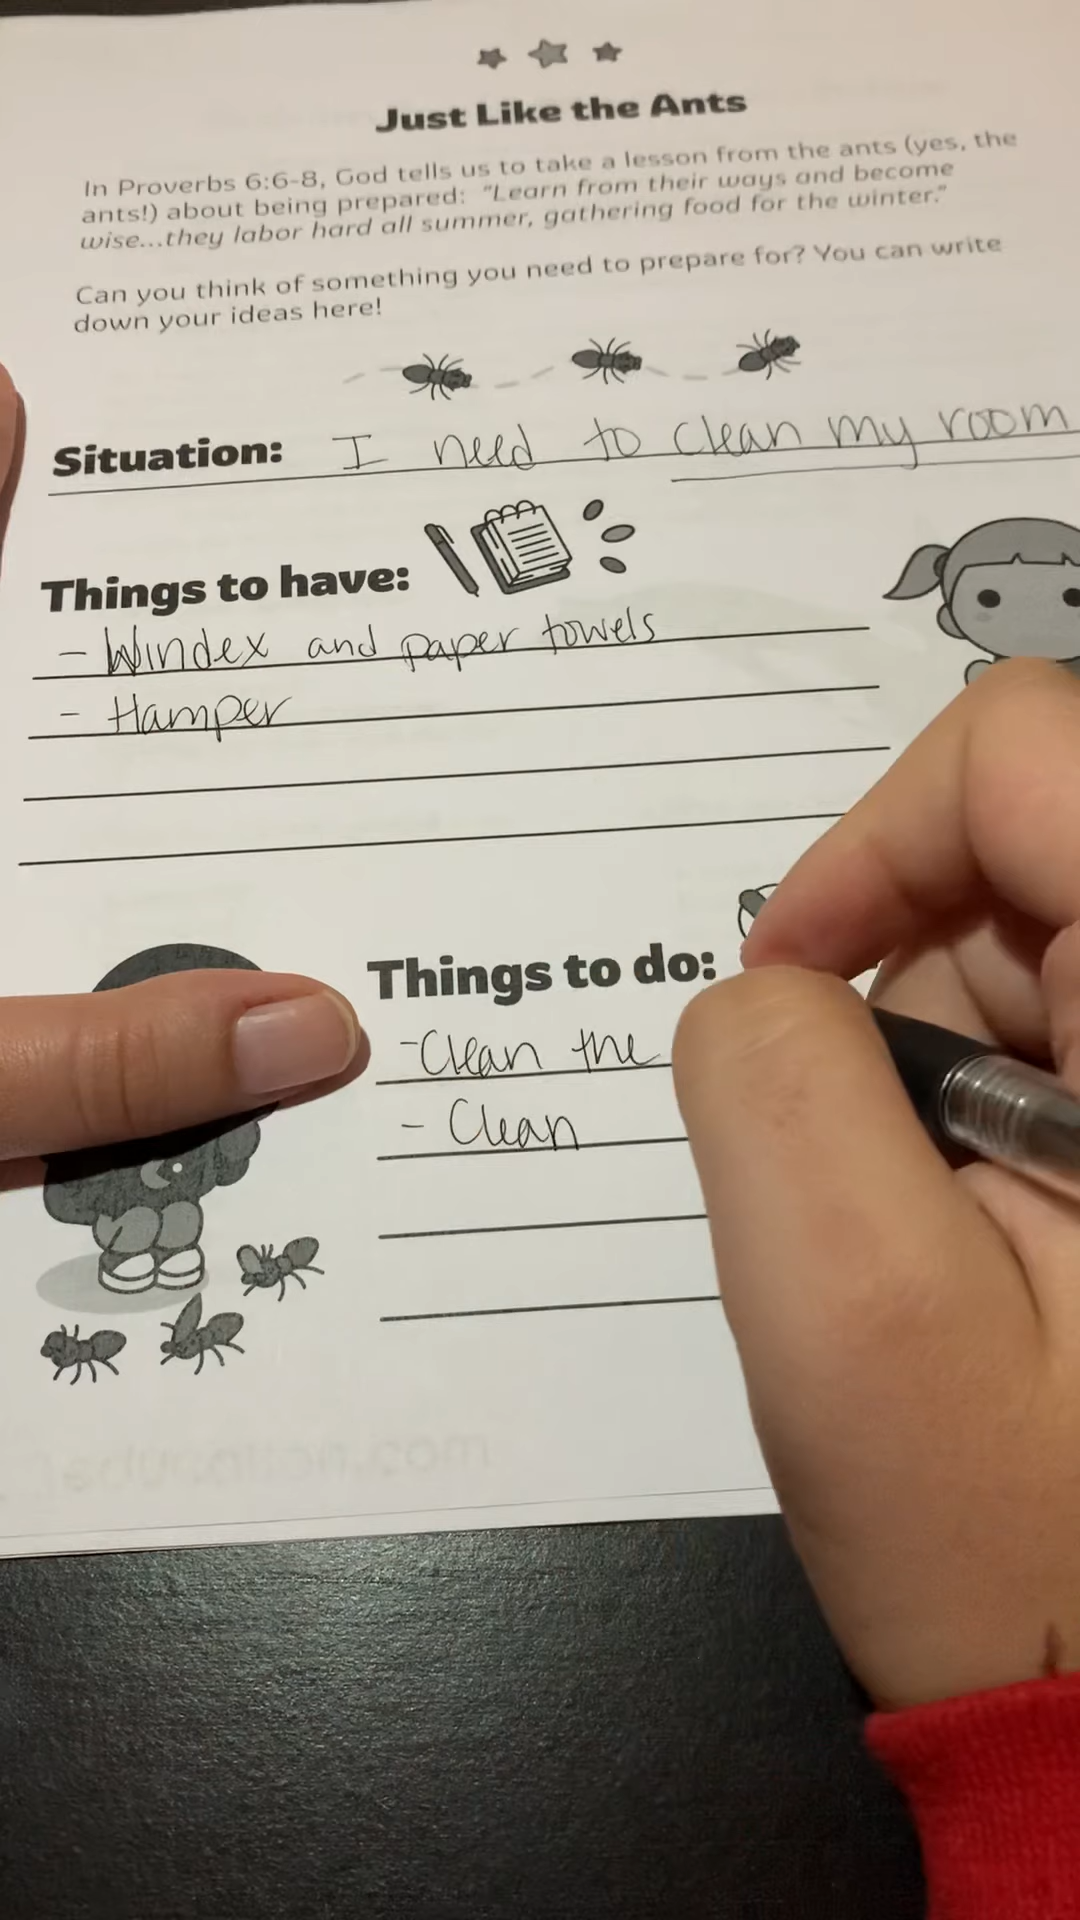 Just Like the Ants
In Proverbs 6:6-8, God tells us to take a lesson from the ants (yes, the
ants!) about being prepared: "Learn from their ways and become
wise...they labor hard all summer, gathering food for the winter."
Can you think of something you need to prepare for? You can write
down your ideas here!
Situation: I need to clean my room
Things to have:
- Windex and paper towels
- Hamper
Things to do:
- Clean the
- Clean